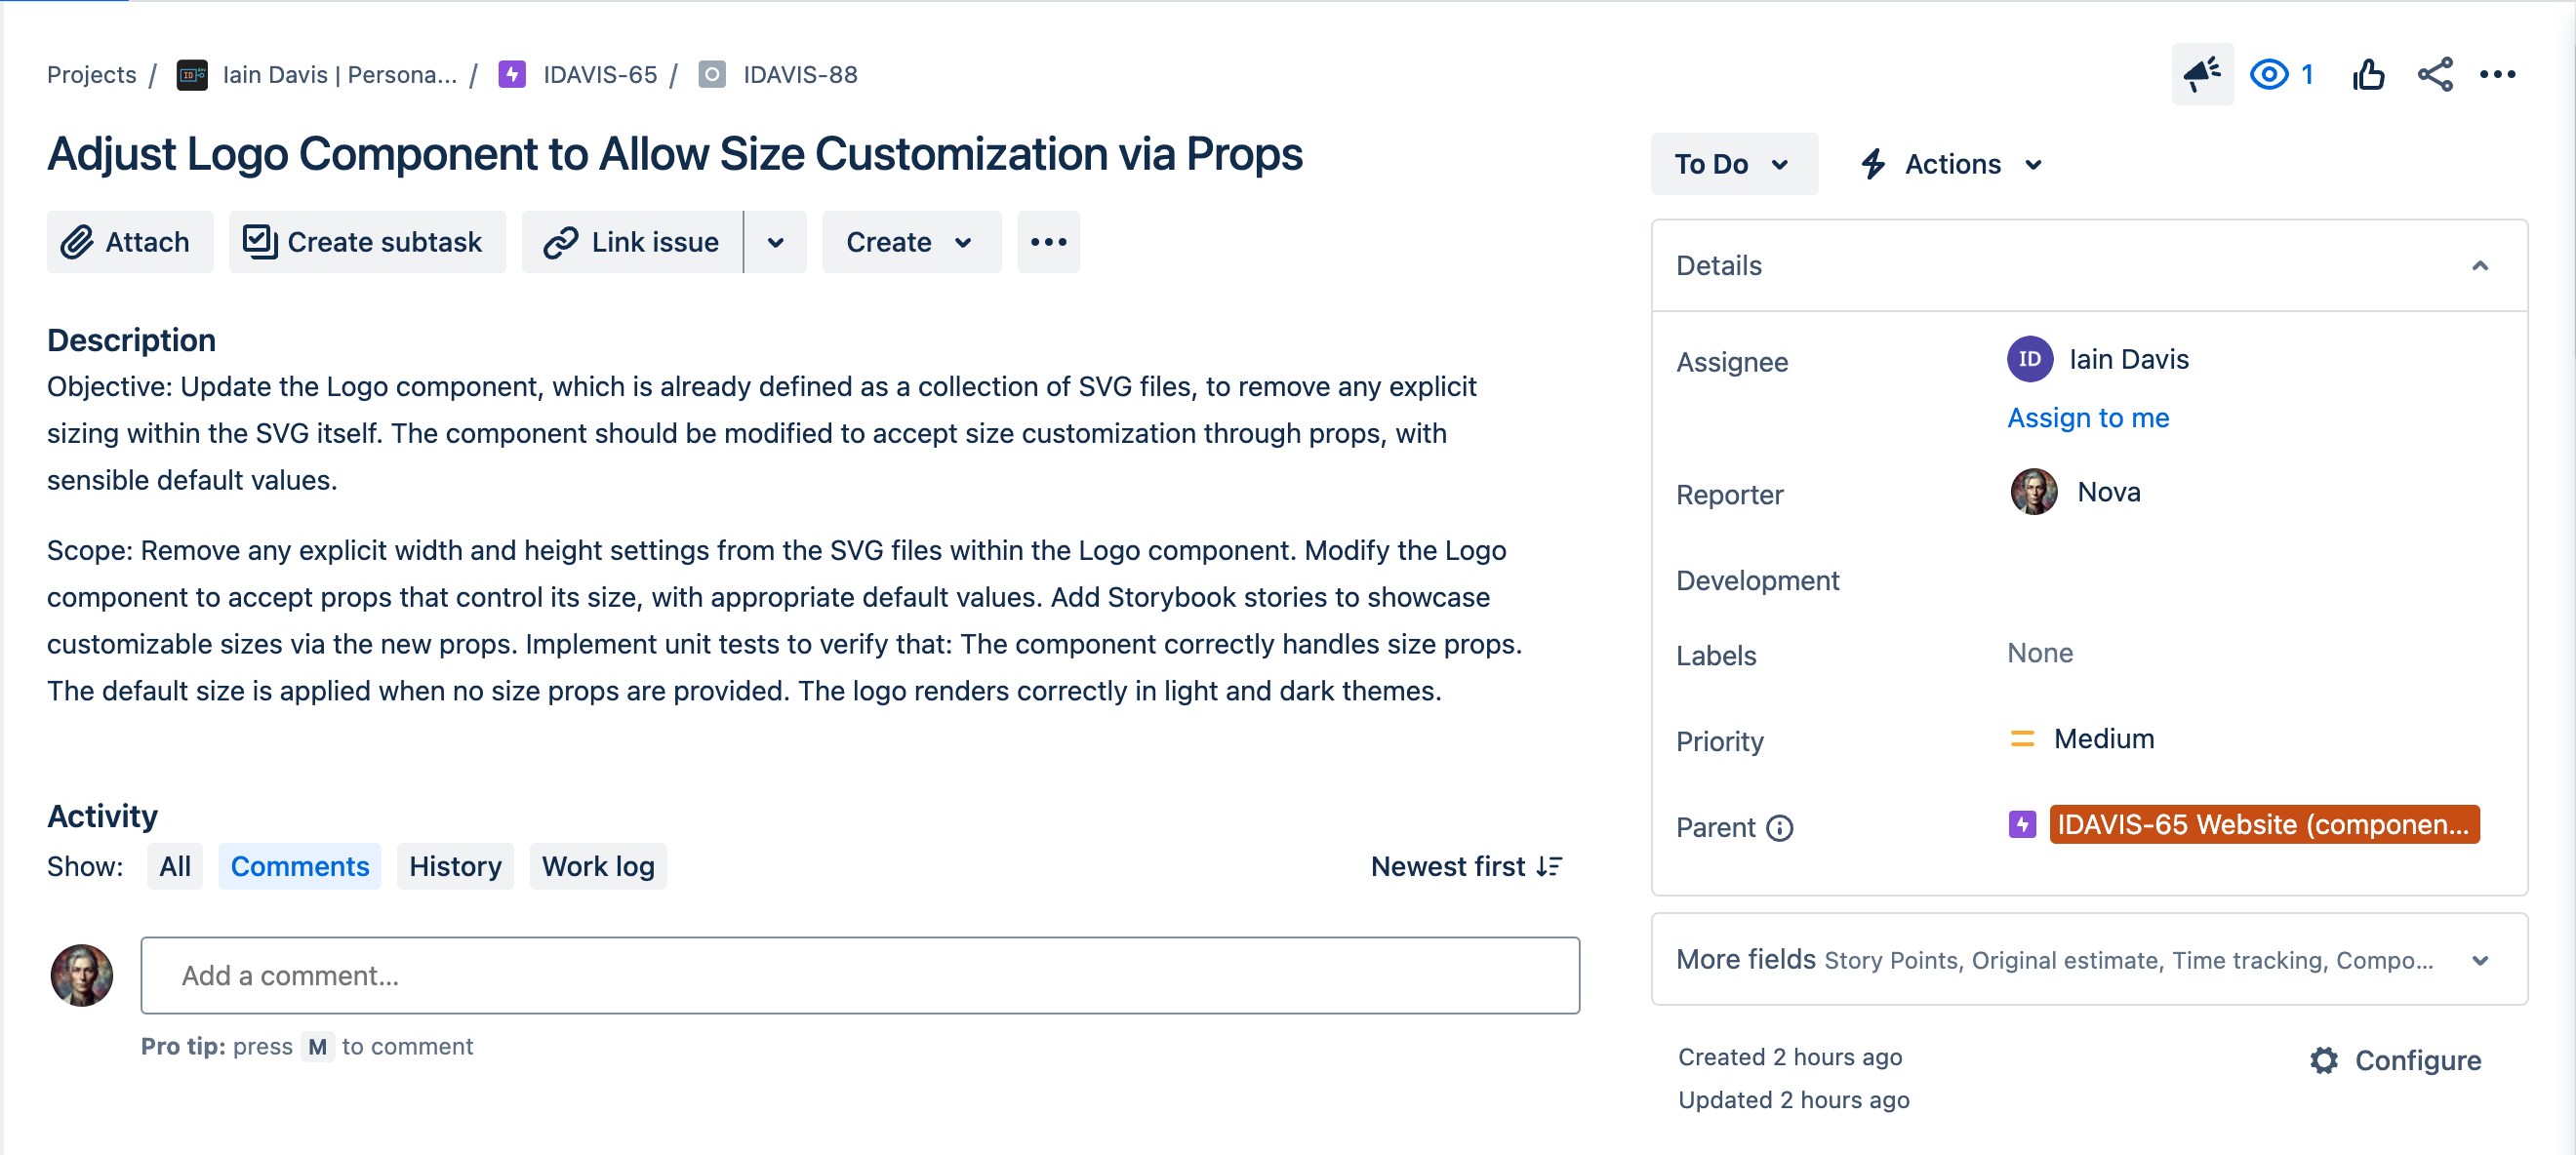 Projects / Iain Davis | Persona... / IDAVIS-65 / IDAVIS-88
1
Adjust Logo Component to Allow Size Customization via Props
Attach
Create subtask
Link issue
Create
Description
Objective: Update the Logo component, which is already defined as a collection of SVG files, to remove any explicit
sizing within the SVG itself. The component should be modified to accept size customization through props, with
sensible default values.
Scope: Remove any explicit width and height settings from the SVG files within the Logo component. Modify the Logo
component to accept props that control its size, with appropriate default values. Add Storybook stories to showcase
customizable sizes via the new props. Implement unit tests to verify that: The component correctly handles size props.
The default size is applied when no size props are provided. The logo renders correctly in light and dark themes.
Activity
Show: All Comments History Work log
Newest first
Add a comment...
Pro tip: press M to comment
To Do
Actions
Details
Assignee
ID Iain Davis
Assign to me
Reporter
Nova
Development
Labels
None
Priority
Medium
Parent
IDAVIS-65 Website (componen...
More fields Story Points, Original estimate, Time tracking, Compo...
Created 2 hours ago
Updated 2 hours ago
Configure